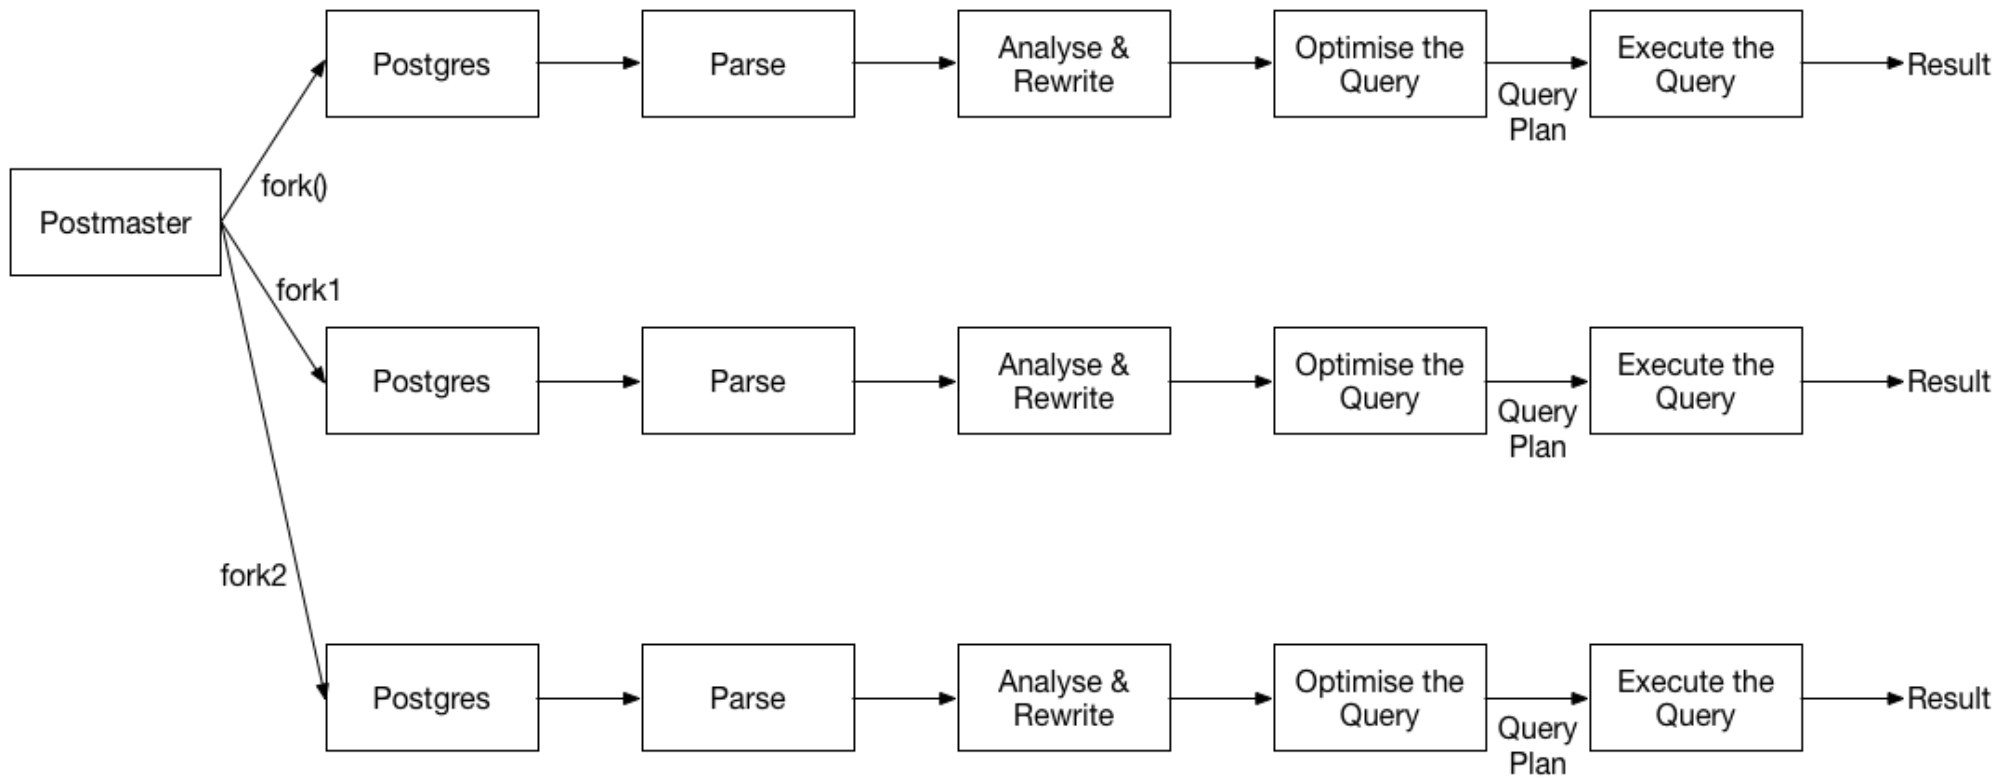 Postgres
Parse
Analyse &
Rewrite
Optimise the
Query
Query
Plan
Execute the
Query
Result
fork()
Postmaster
fork1
Postgres
Parse
Analyse &
Rewrite
Optimise the
Query
Query
Plan
Execute the
Query
Result
fork2
Postgres
Parse
Analyse &
Rewrite
Optimise the
Query
Query
Plan
Execute the
Query
Result